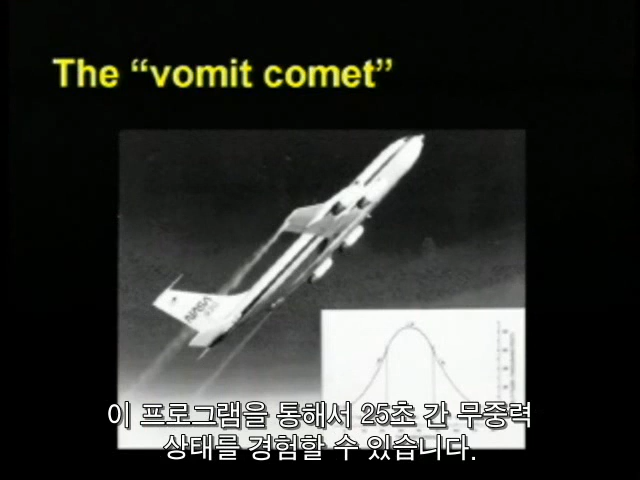 The “vomit comet”
NASA
이 프로그램을 통해서 25초 간 무중력
상태를 경험할 수 있습니다.